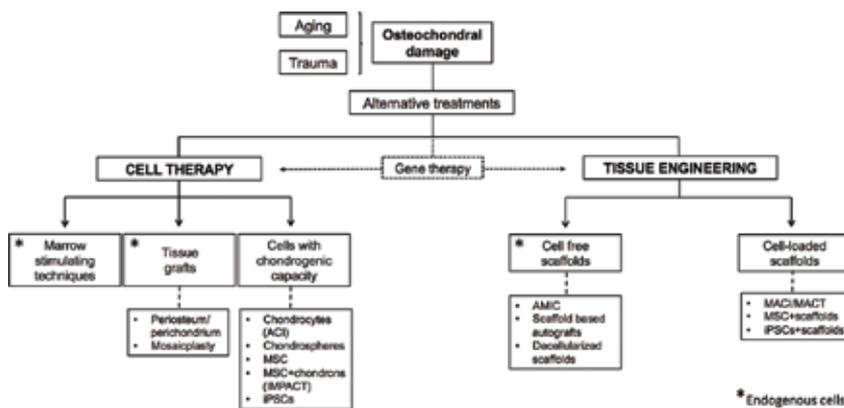 Aging
Trauma
Osteochondral
damage
Alternative treatments
CELL THERAPY
Gene therapy
TISSUE ENGINEERING
* Marrow
stimulating
techniques
* Tissue
grafts
Cells with
chondrogenic
capacity
* Cell free
scaffolds
Cell-loaded
scaffolds
• Periosteum/
perichondrium
• Mosaicplasty
• Chondrocytes
(ACI)
• Chondrospheres
• MSC
• MSC+chondrons
(IMPACT)
• iPSCs
• AMIC
• Scaffold based
autografts
• Decellularized
scaffolds
• MACI/MACT
• MSC+scaffolds
• iPSCs+scaffolds
*Endogenous cells